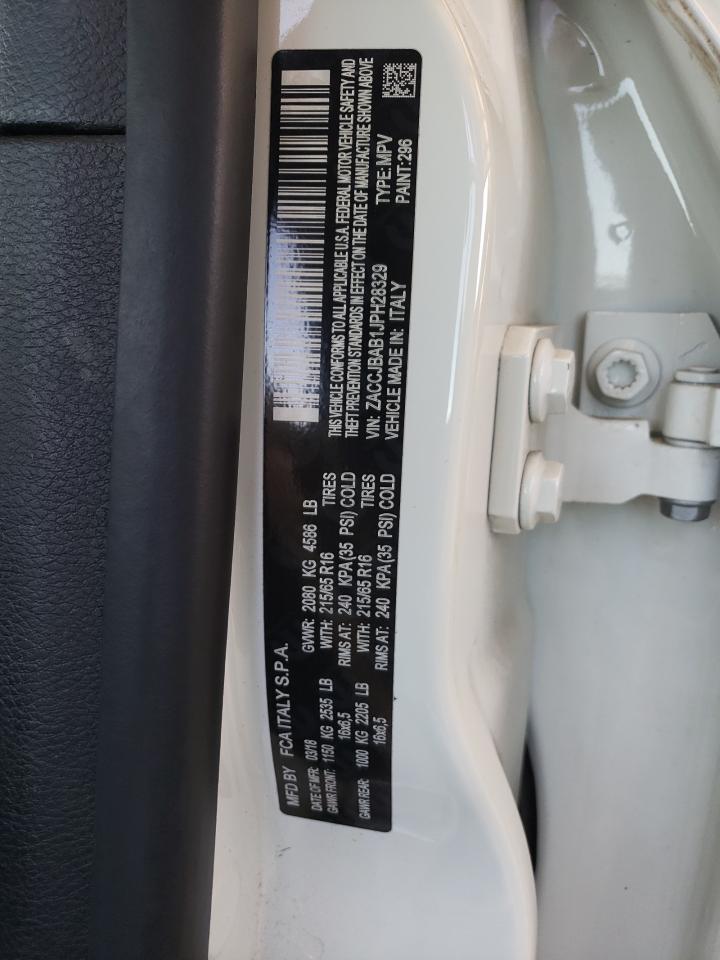 MFD BY FCA ITALY S.P.A.
DATE OF MFR: 03/18 GVWR: 2080 KG 4586 LB
GAWR FRONT: 1150 KG 2535 LB WITH: 215/65 R16 TIRES
16x6,5 RIMS AT: 240 KPA(35 PSI) COLD
GAWR REAR: 1000 KG 2205 LB WITH: 215/65 R16 TIRES
16x6,5 RIMS AT: 240 KPA(35 PSI) COLD
THIS VEHICLE CONFORMS TO ALL APPLICABLE U.S.A. FEDERAL MOTOR VEHICLE SAFETY AND
THEFT PREVENTION STANDARDS IN EFFECT ON THE DATE OF MANUFACTURE SHOWN ABOVE
VIN: ZACCJBAB1JPH28329 TYPE: MPV
VEHICLE MADE IN: ITALY PAINT:296